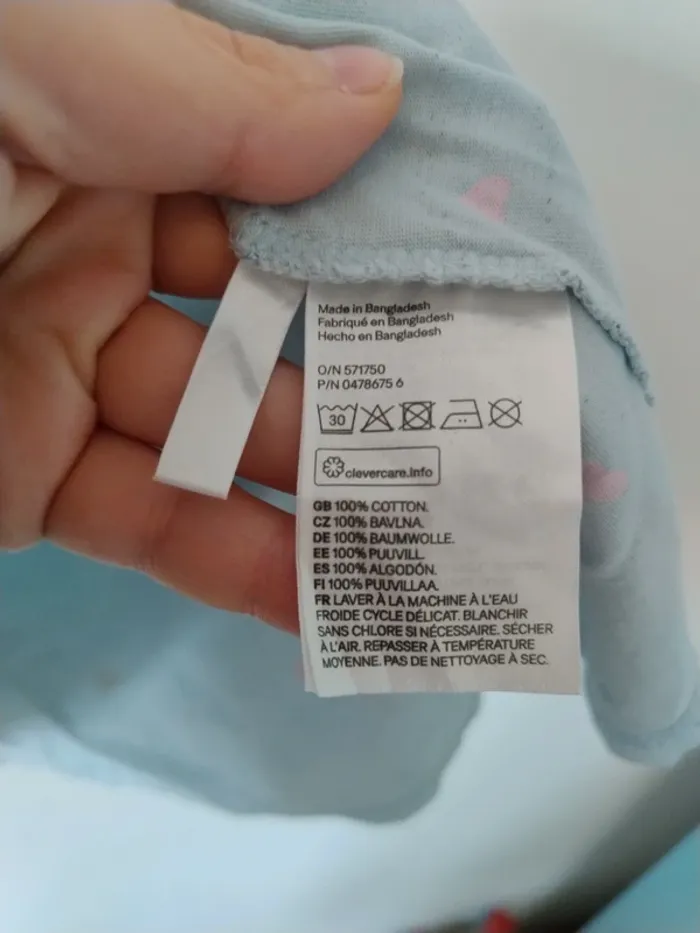 Made in Bangladesh
Fabriqué en Bangladesh
Hecho en Bangladesh
O/N 571750
P/N 0478675 6
30
clevercare.info
GB 100% COTTON.
CZ 100% BAVLNA.
DE 100% BAUMWOLLE.
EE 100% PUUVILL.
ES 100% ALGODÓN.
FI 100% PUUVILLAA.
FR LAVER À LA MACHINE À L'EAU
FROIDE CYCLE DÉLICAT. BLANCHIR
SANS CHLORE SI NÉCESSAIRE. SÉCHER
À L'AIR. REPASSER À TEMPÉRATURE
MOYENNE. PAS DE NETTOYAGE À SEC.